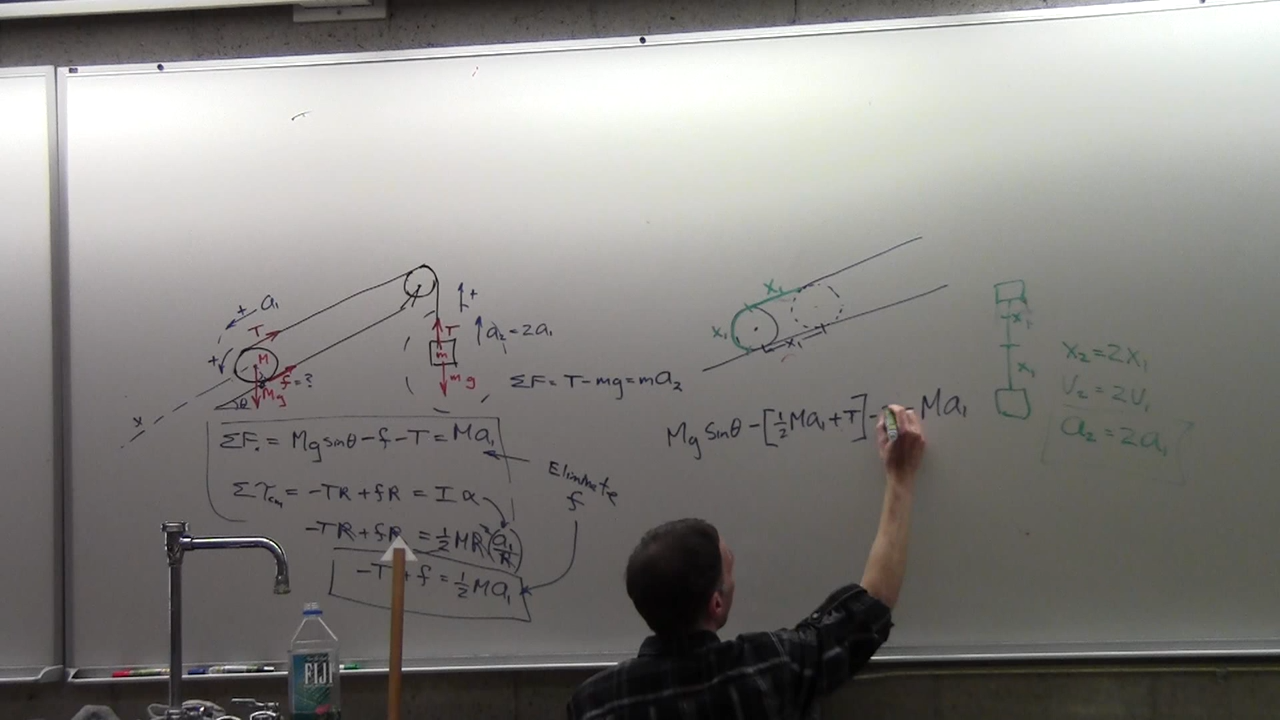 + a₁
T
+
M
f = ?
Mg
θ
x
+
T
a₂ = 2a₁
m
mg
ΣF = T - mg = ma₂
ΣF = Mg sinθ - f - T = Ma₁
Στcm = -TR + fR = Iα
-TR + fR = ½MR²(a₁/R)
-T + f = ½Ma₁
Eliminate
f
x₁
x₁
x₁
Mg sinθ - [½Ma₁ + T] - Ma₁
x₁
x₁
x₂ = 2x₁
v₂ = 2v₁
a₂ = 2a₁
FIJI